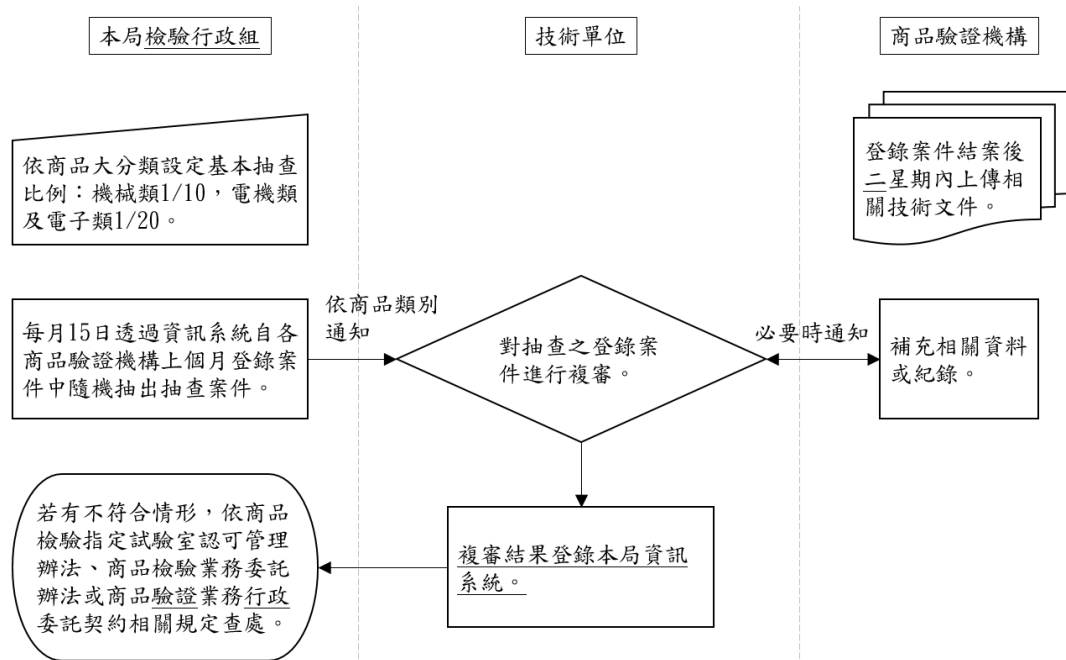 本局檢驗行政組
技術單位
商品驗證機構
依商品大分類設定基本抽查
比例：機械類1/10，電機類
及電子類1/20。
登錄案件結案後
二星期內上傳相
關技術文件。
每月15日透過資訊系統自各
商品驗證機構上個月登錄案
件中隨機抽出抽查案件。
依商品類別
通知
對抽查之登錄案
件進行複審。
必要時通知
補充相關資料
或紀錄。
若有不符合情形，依商品
檢驗指定試驗室認可管理
辦法、商品檢驗業務委託
辦法或商品驗證業務行政
委託契約相關規定查處。
複審結果登錄本局資訊
系統。